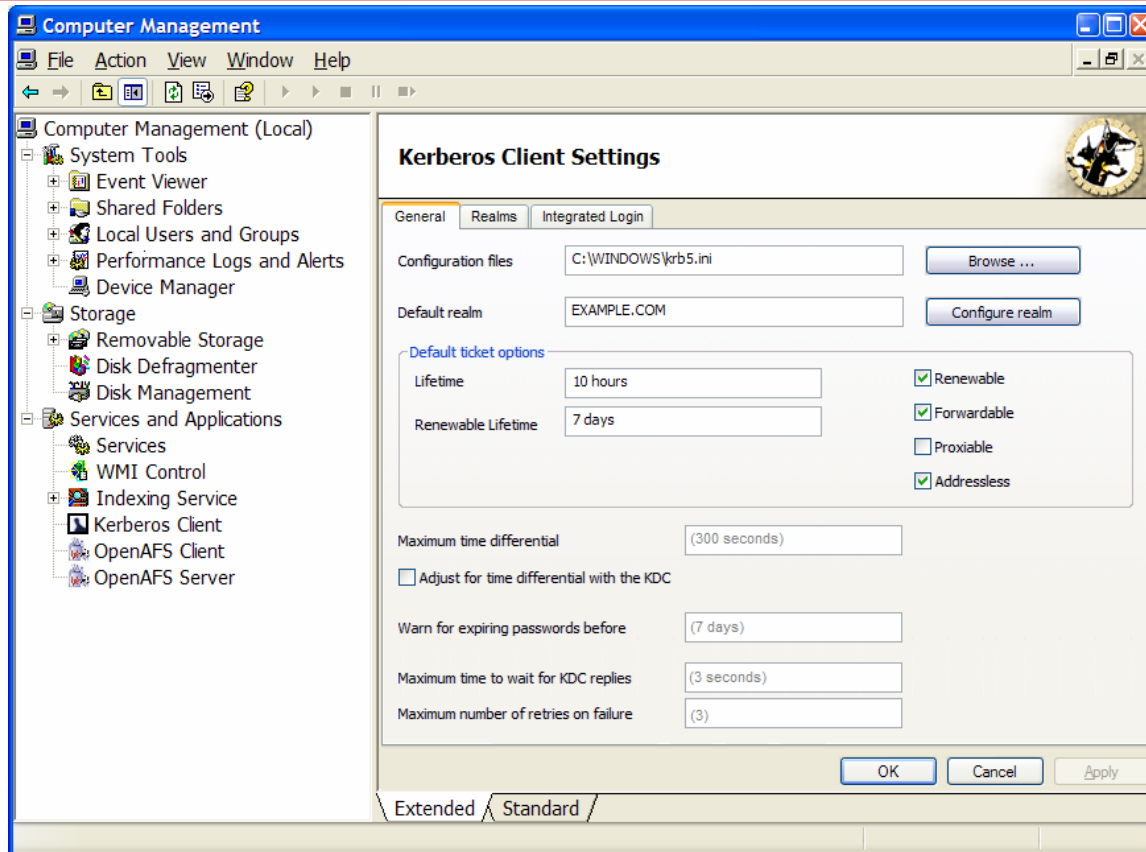 Computer Management
File Action View Window Help
Computer Management (Local)
System Tools
Event Viewer
Shared Folders
Local Users and Groups
Performance Logs and Alerts
Device Manager
Storage
Removable Storage
Disk Defragmenter
Disk Management
Services and Applications
Services
WMI Control
Indexing Service
Kerberos Client
OpenAFS Client
OpenAFS Server
Kerberos Client Settings
General Realms Integrated Login
Configuration files C:\WINDOWS\krb5.ini Browse ...
Default realm EXAMPLE.COM Configure realm
Default ticket options
Lifetime 10 hours Renewable
Renewable Lifetime 7 days Forwardable
Proxiable
Addressless
Maximum time differential (300 seconds)
Adjust for time differential with the KDC
Warn for expiring passwords before (7 days)
Maximum time to wait for KDC replies (3 seconds)
Maximum number of retries on failure (3)
OK Cancel Apply
Extended Standard